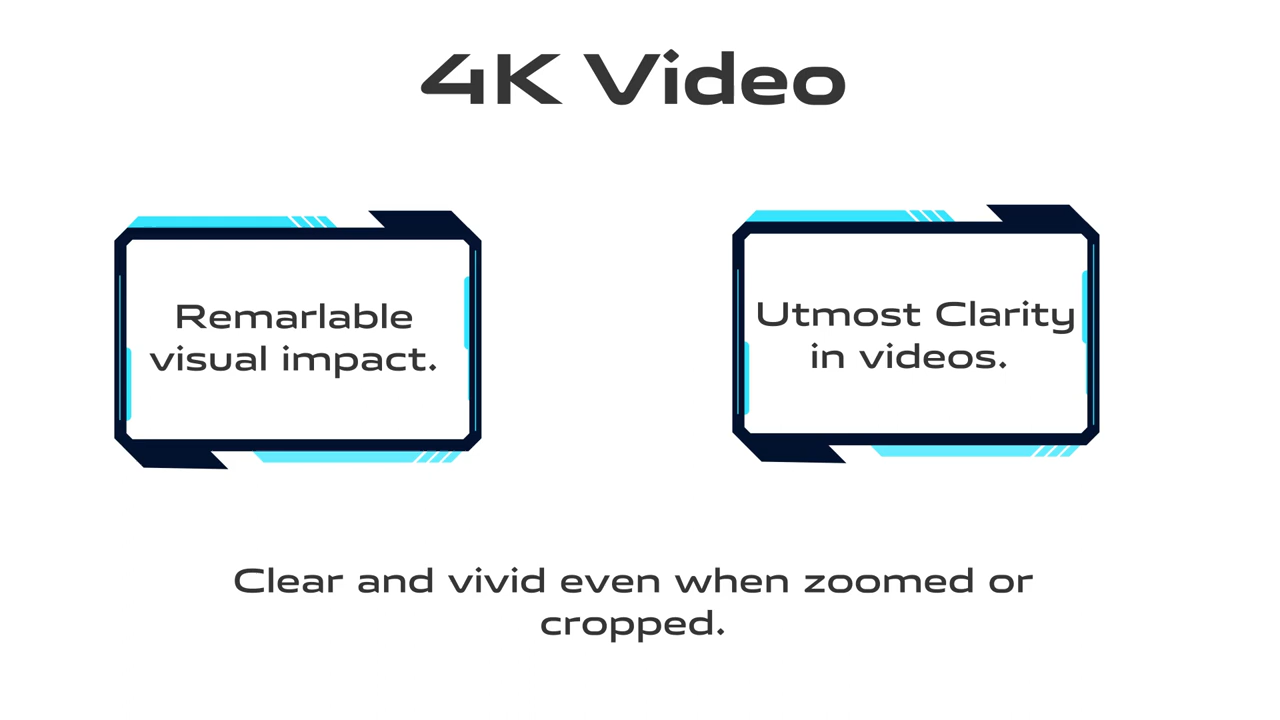 4K Video
Remarlable
visual impact.
Utmost Clarity
in videos.
Clear and vivid even when zoomed or
cropped.